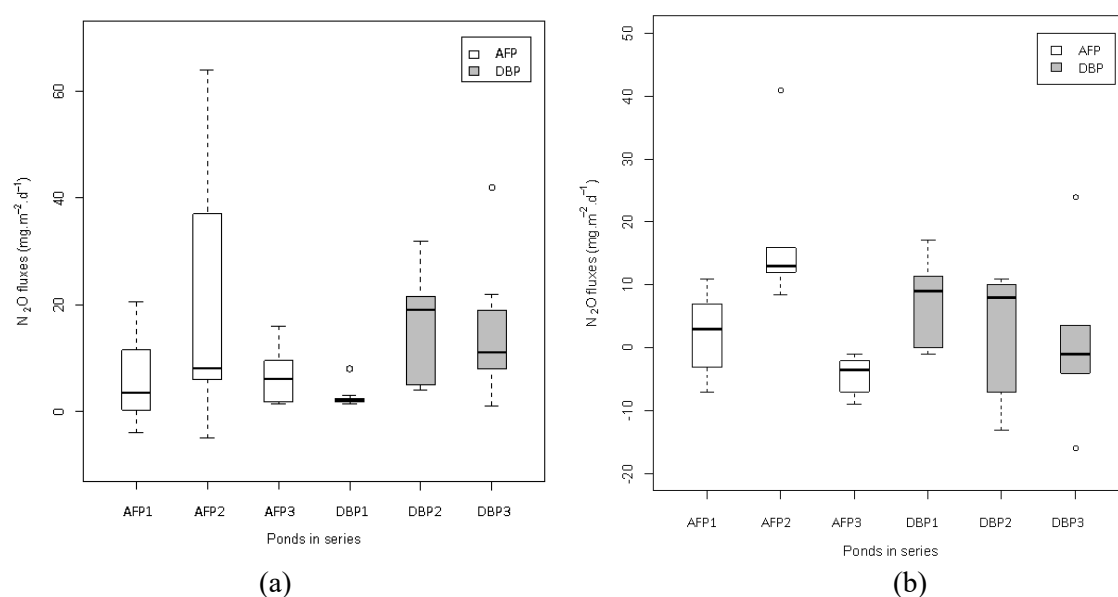 AFP
DBP
60
40
20
0
N₂O fluxes (mg.m⁻².d⁻¹)
AFP1 AFP2 AFP3 DBP1 DBP2 DBP3
Ponds in series
(a)
AFP
DBP
50
40
30
20
10
0
-10
-20
N₂O fluxes (mg.m⁻².d⁻¹)
AFP1 AFP2 AFP3 DBP1 DBP2 DBP3
Ponds in series
(b)